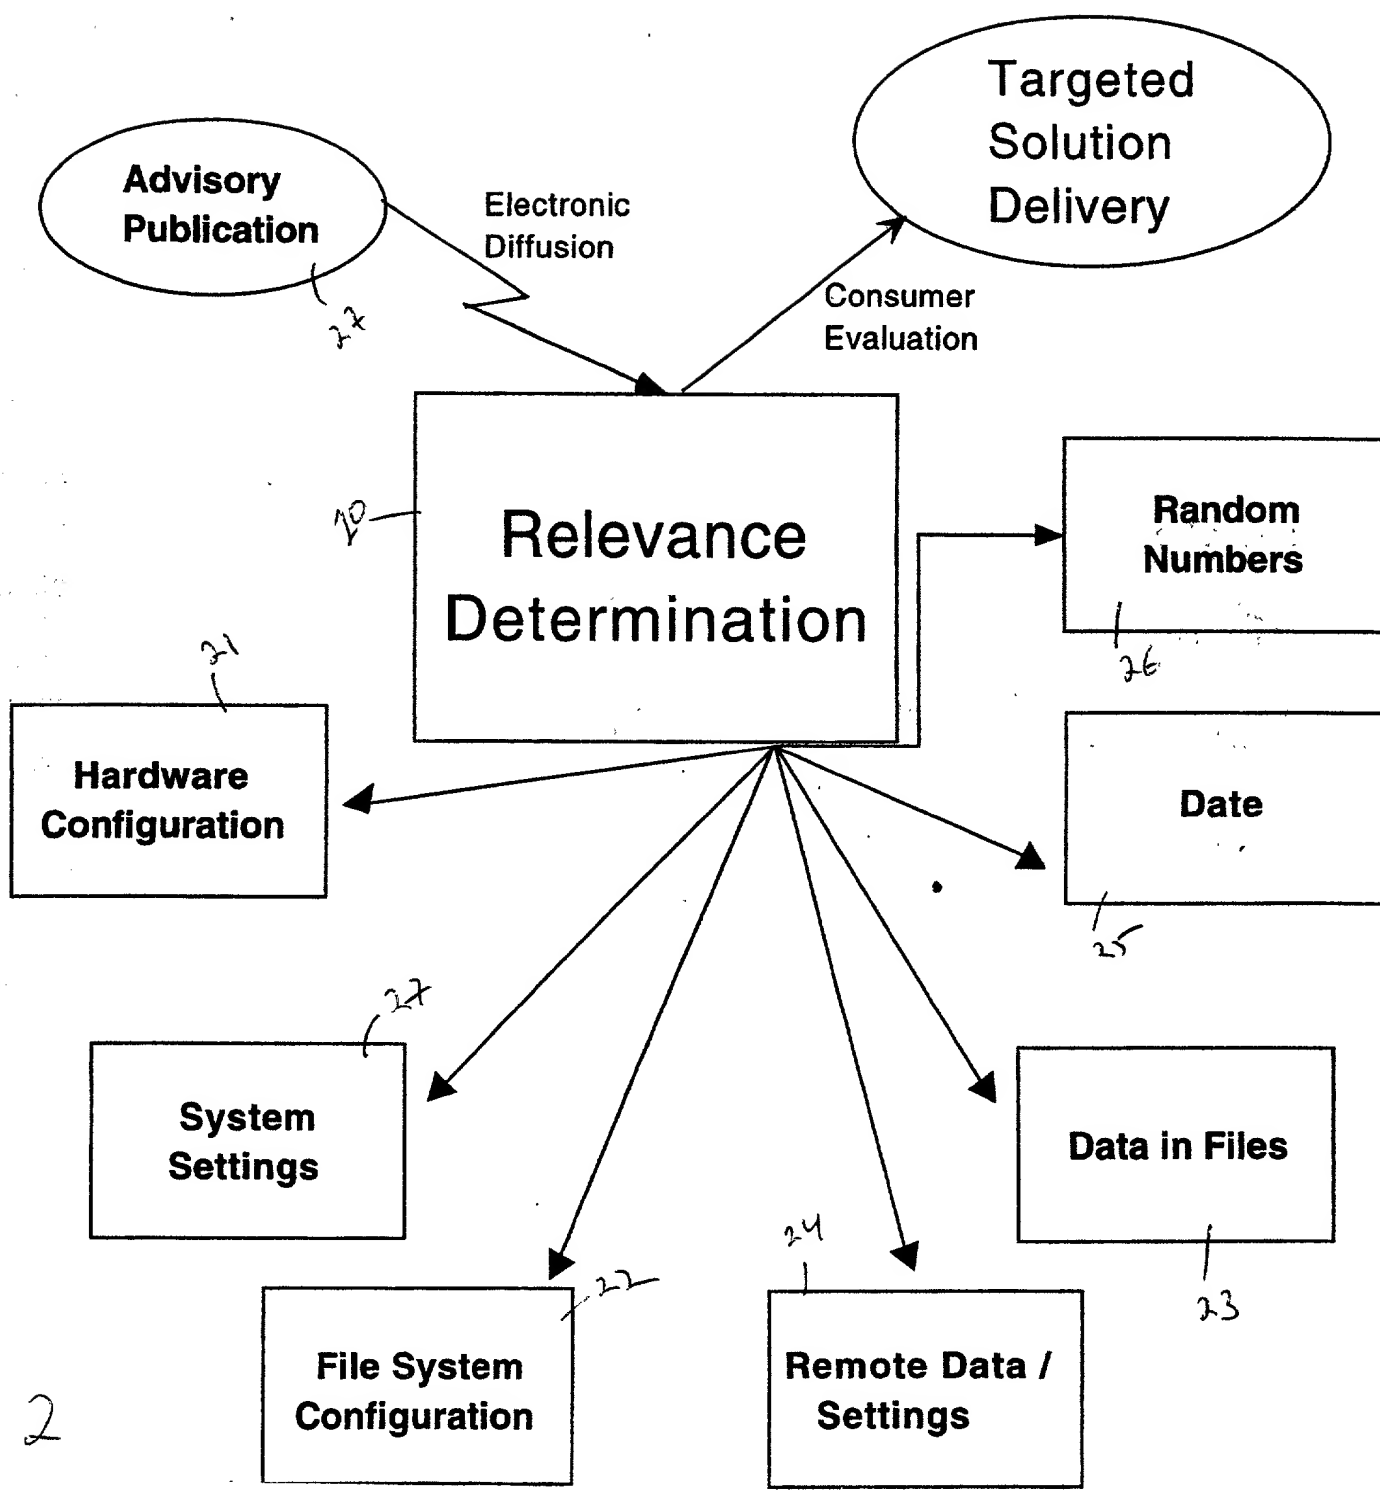 Targeted
Solution
Delivery
Advisory
Publication
27
Electronic
Diffusion
Consumer
Evaluation
20
Relevance
Determination
Random
Numbers
26
21
Hardware
Configuration
Date
25
27
System
Settings
Data in Files
23
22
File System
Configuration
24
Remote Data /
Settings
2